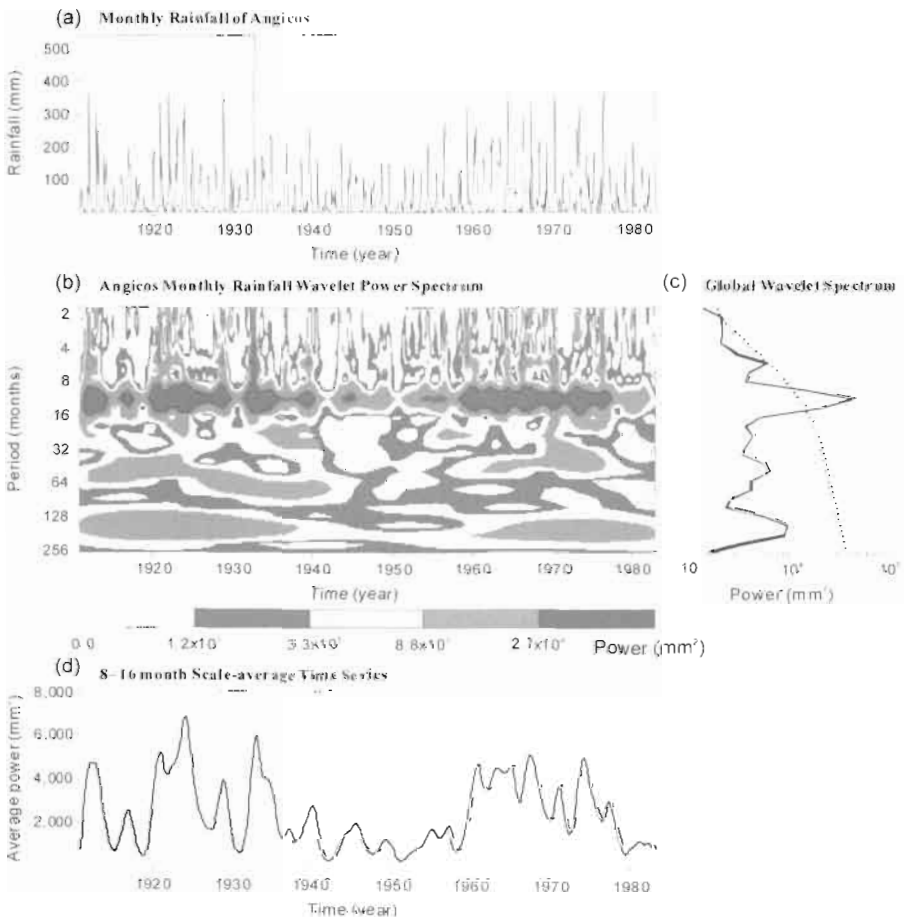 (a) Monthly Rainfall of Angicos
Rainfall (mm)
500
400
300
200
100
1920 1930 1940 1950 1960 1970 1980
Time (year)
(b) Angicos Monthly Rainfall Wavelet Power Spectrum
Period (months)
2
4
8
16
32
64
128
256
1920 1930 1940 1950 1960 1970 1980
Time (year)
(c) Global Wavelet Spectrum
Power (mm²)
0.0
Power (mm²)
(d) 8–16 month Scale-average Time Series
Average power (mm²)
8,000
6,000
4,000
2,000
1920 1930 1940 1950 1960 1970 1980
Time (year)